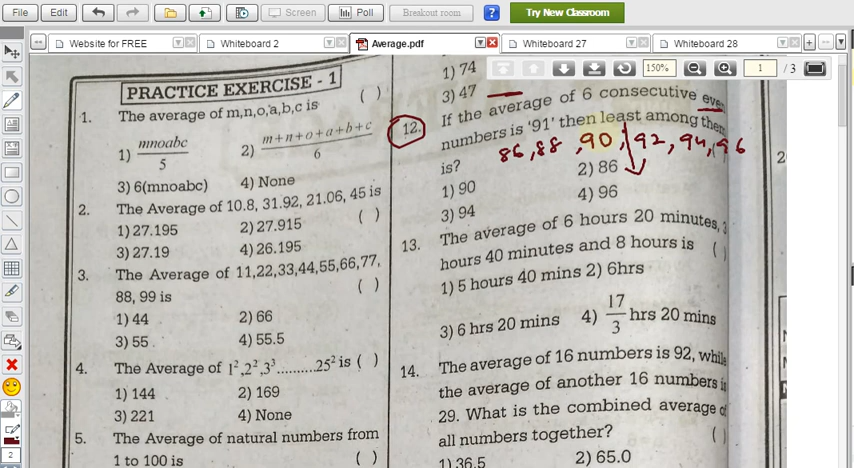 File
Edit
Screen
Poll
Breakout room
?
Try New Classroom
Website for FREE
Whiteboard 2
Average.pdf
Whiteboard 27
Whiteboard 28
150%
1 / 3
PRACTICE EXERCISE - 1
1. The average of m,n,o,a,b,c is ( )
1) mnoabc/5 2) m+n+o+a+b+c/6
3) 6(mnoabc) 4) None
2. The Average of 10.8, 31.92, 21.06, 45 is ( )
1) 27.195 2) 27.915
3) 27.19 4) 26.195
3. The Average of 11,22,33,44,55,66,77,
88, 99 is ( )
1) 44 2) 66
3) 55 4) 55.5
4. The Average of 1²,2²,3³..........25² is ( )
1) 144 2) 169
3) 221 4) None
5. The Average of natural numbers from
1 to 100 is ( )
1) 74
3) 47
12. If the average of 6 consecutive even
numbers is '91' then least among them
is?
86, 88, 90, 92, 94, 96
1) 90 2) 86
3) 94 4) 96
13. The average of 6 hours 20 minutes, 3
hours 40 minutes and 8 hours is ( )
1) 5 hours 40 mins 2) 6hrs
3) 6 hrs 20 mins 4) 17/3 hrs 20 mins
14. The average of 16 numbers is 92, while
the average of another 16 numbers is
29. What is the combined average of
all numbers together? ( )
1) 36.5 2) 65.0
2
2